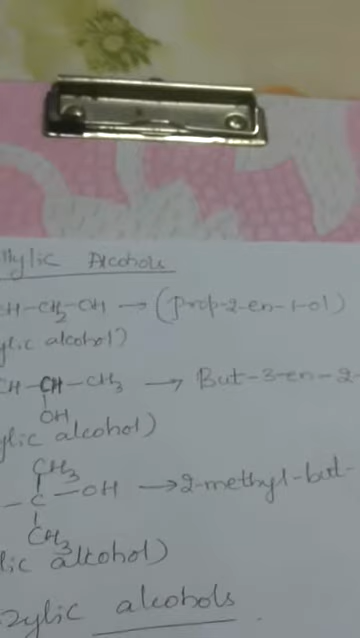 llylic Alcohols
CH-CH2-OH → (Prop-2-en-1-ol)
ylic alcohol)
CH-CH-CH3 → But-3-en-2-
OH
ylic alcohol)
CH3
-C-OH → 2-methyl-but-
CH3
lic alcohol)
zylic alcohols